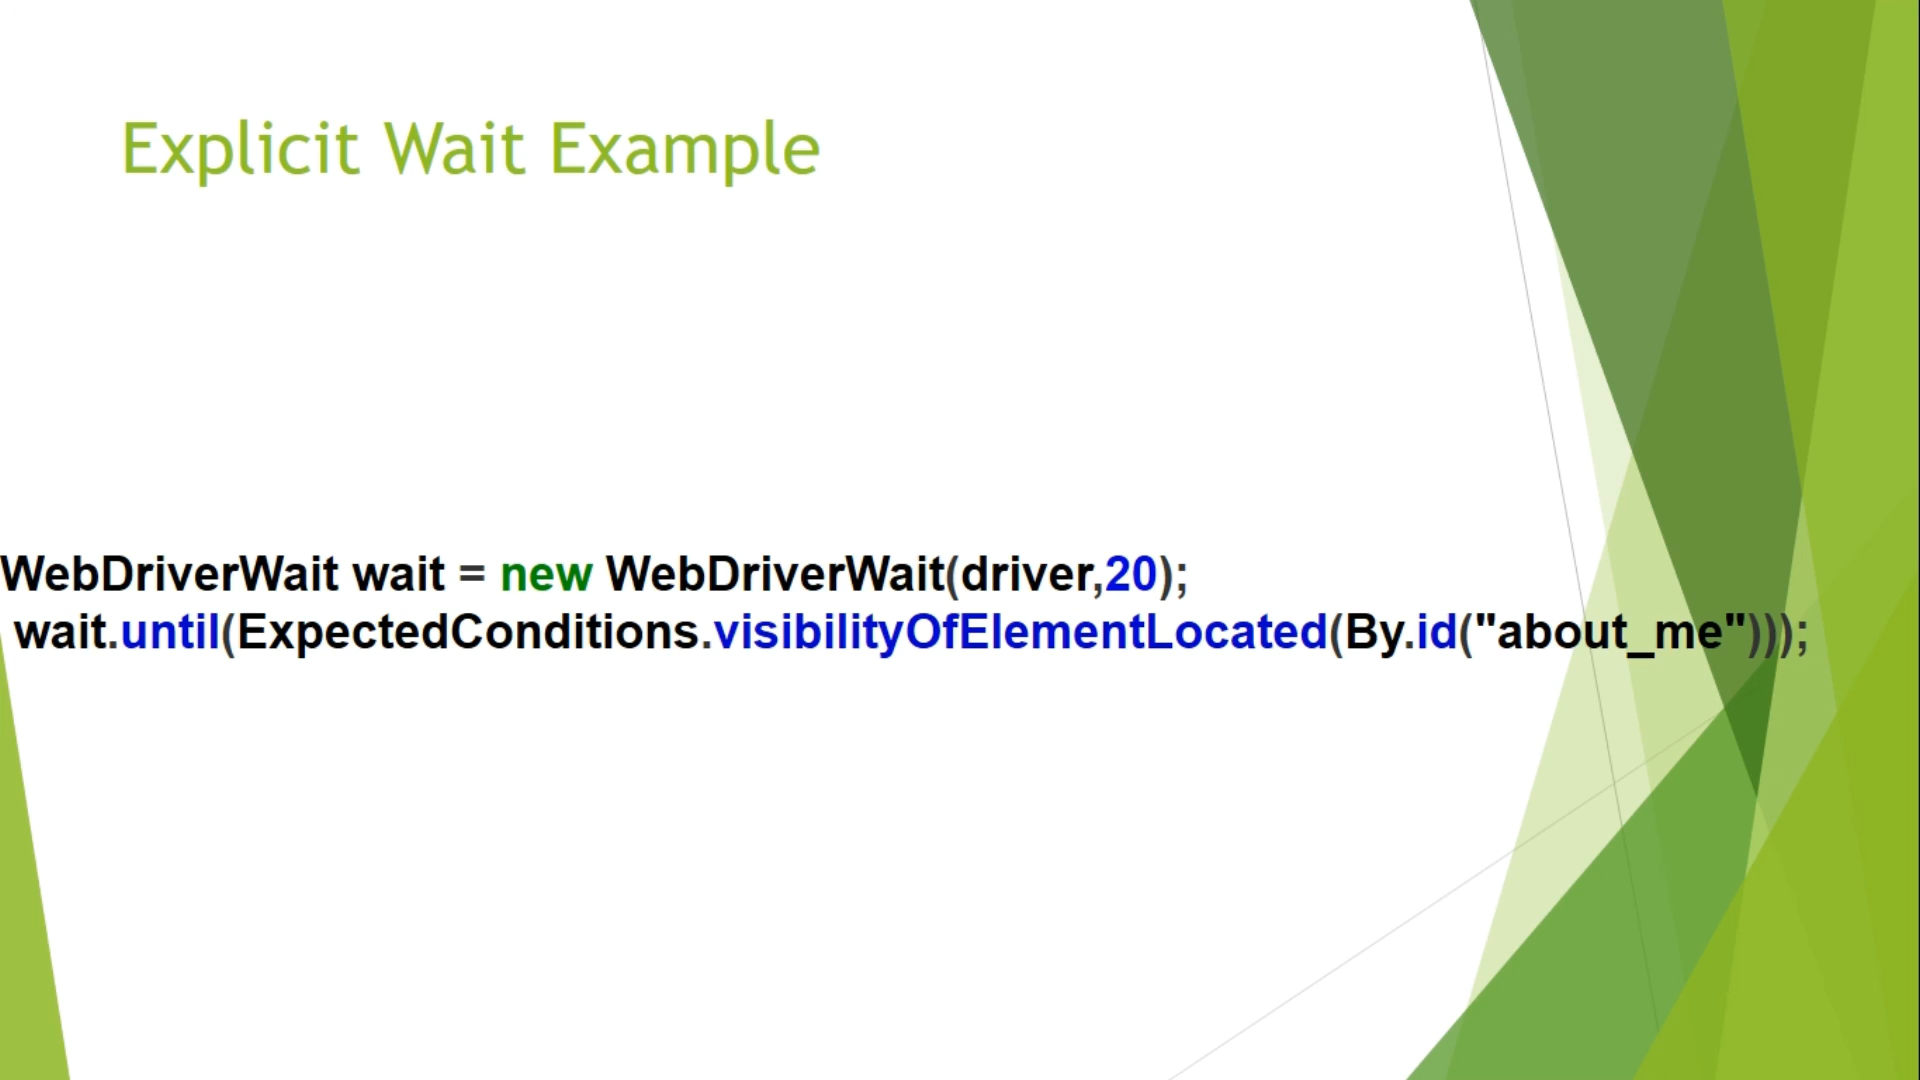 Explicit Wait Example
WebDriverWait wait = new WebDriverWait(driver,20);
wait.until(ExpectedConditions.visibilityOfElementLocated(By.id("about_me")));